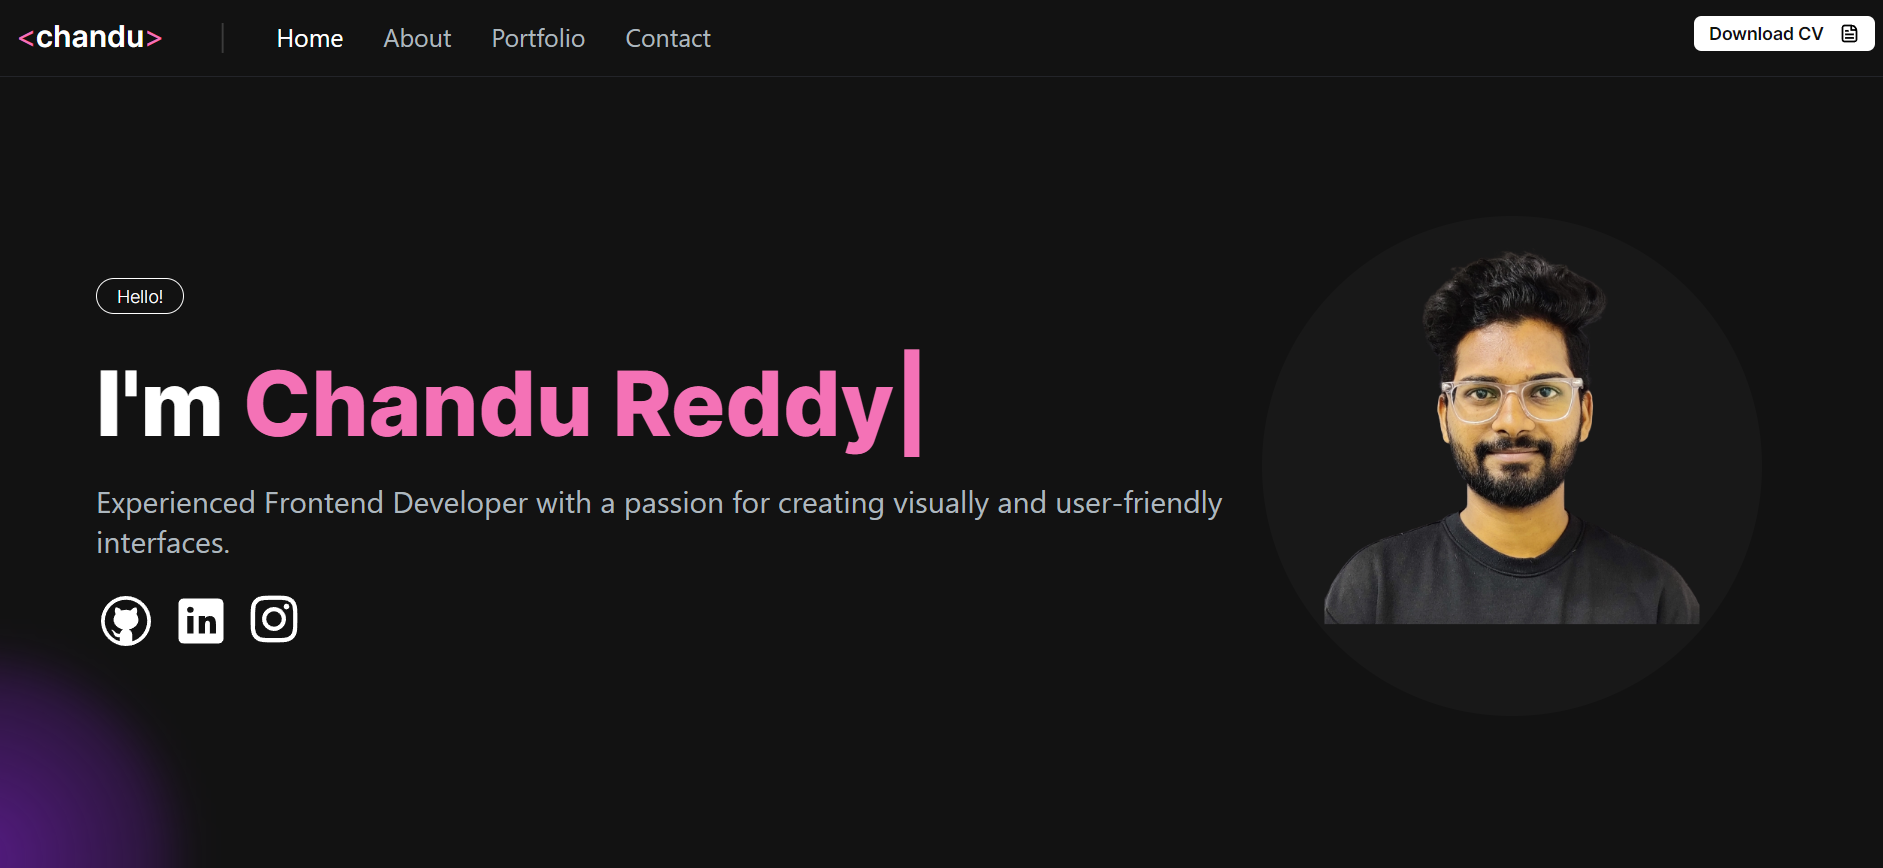 <chandu>
Home
About
Portfolio
Contact
Download CV
Hello!
I'm Chandu Reddy|
Experienced Frontend Developer with a passion for creating visually and user-friendly
interfaces.
in